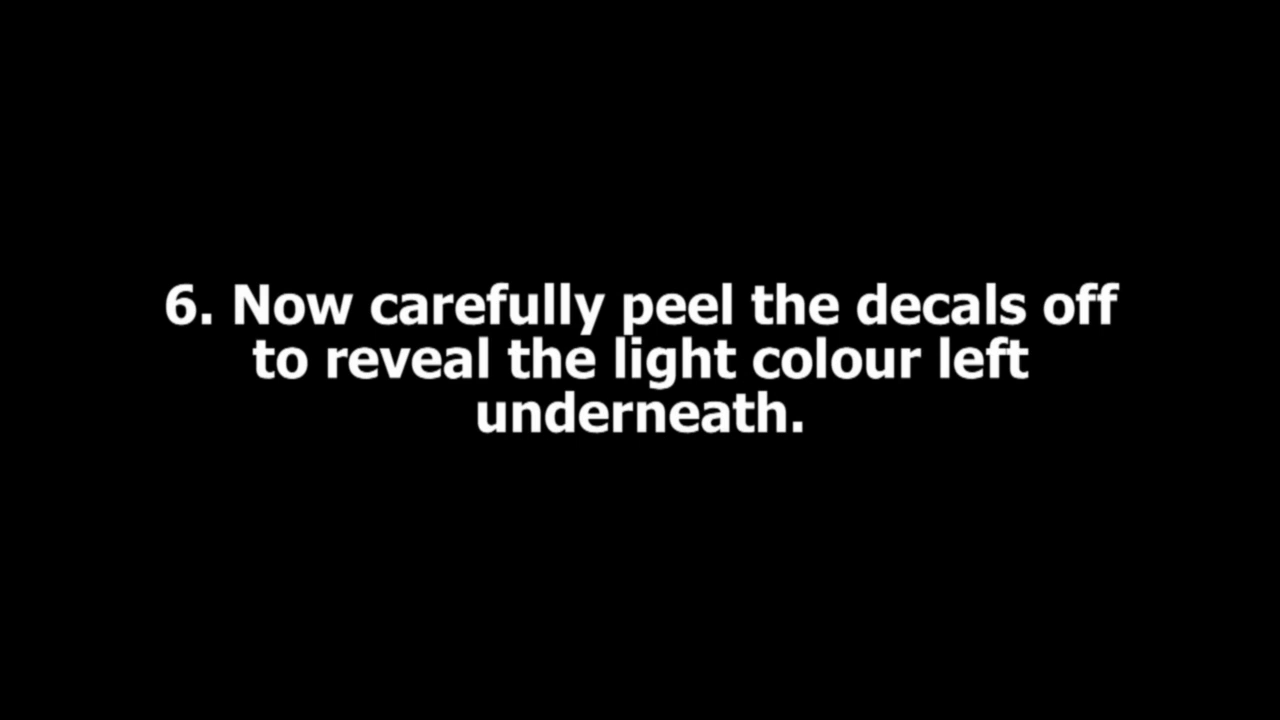 6. Now carefully peel the decals off
to reveal the light colour left
underneath.